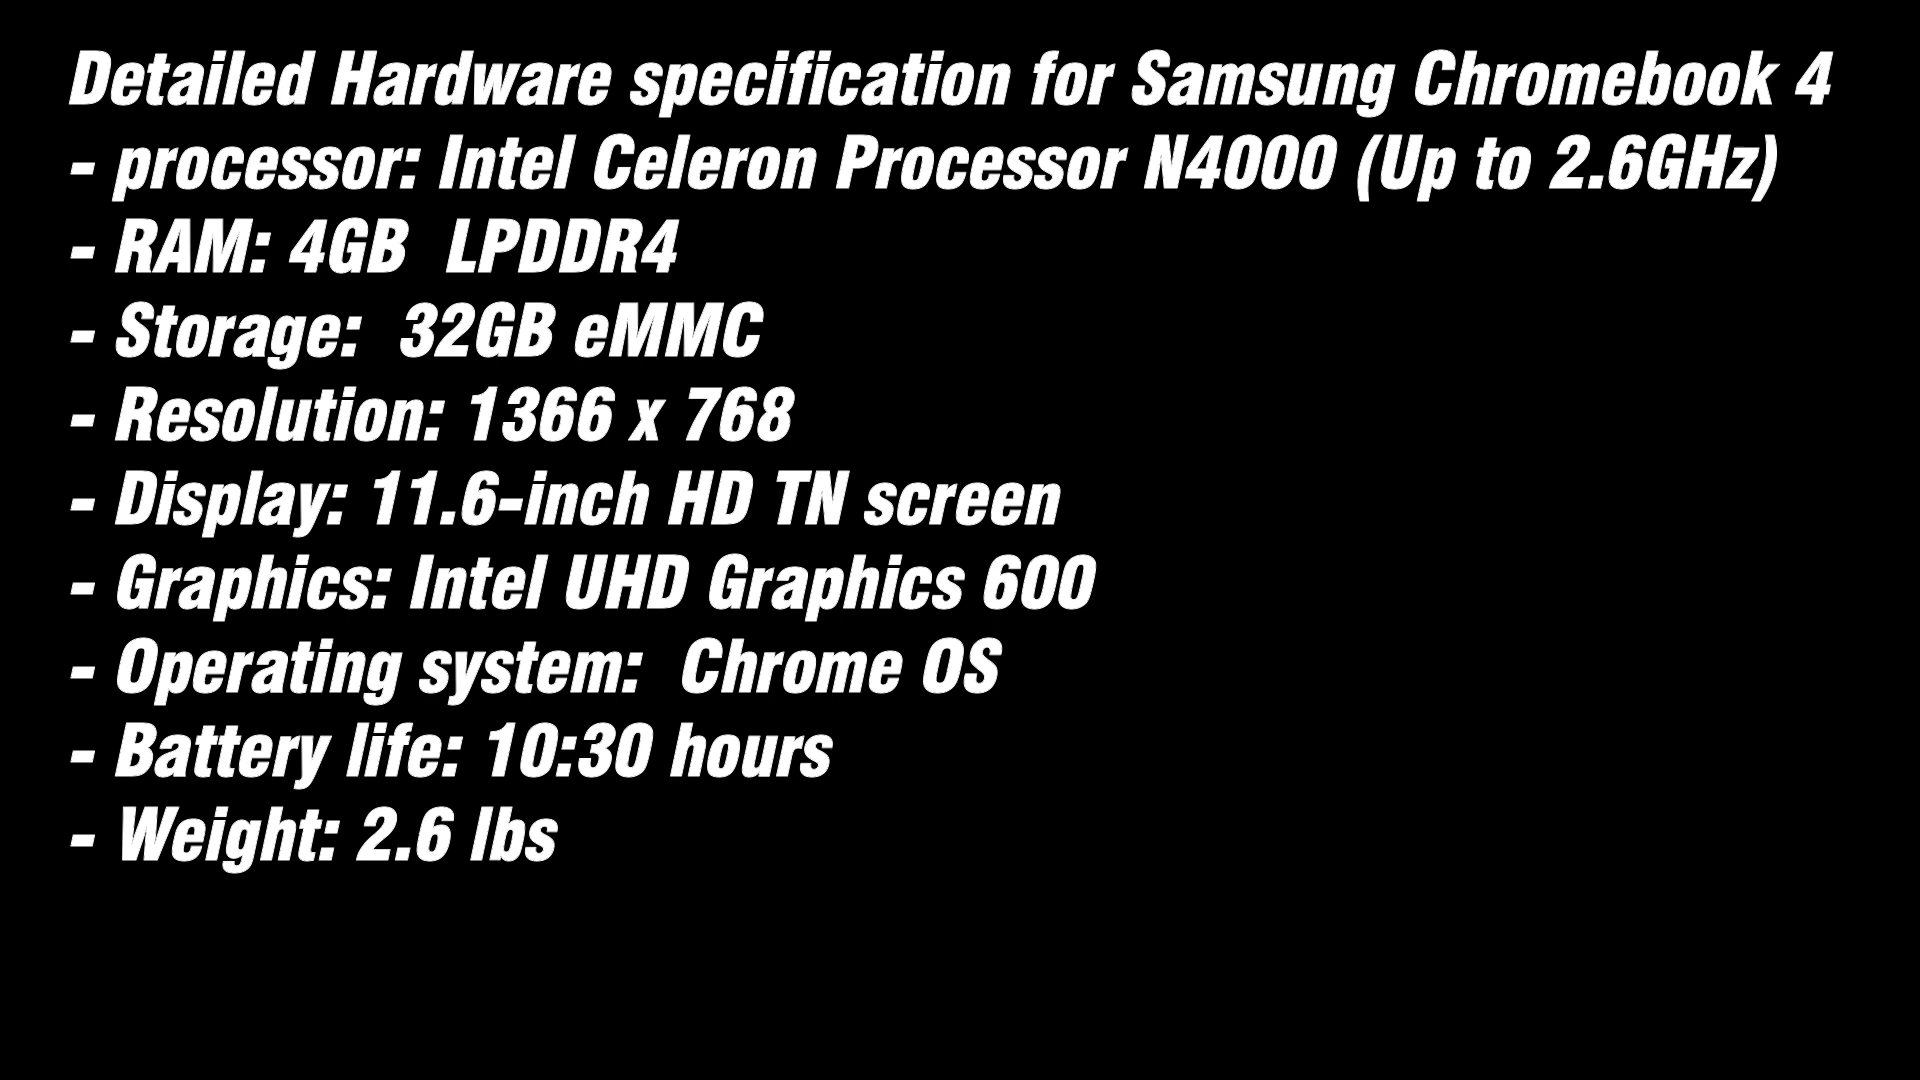 Detailed Hardware specification for Samsung Chromebook 4
- processor: Intel Celeron Processor N4000 (Up to 2.6GHz)
- RAM: 4GB  LPDDR4
- Storage:  32GB eMMC
- Resolution: 1366 x 768
- Display: 11.6-inch HD TN screen
- Graphics: Intel UHD Graphics 600
- Operating system:  Chrome OS
- Battery life: 10:30 hours
- Weight: 2.6 lbs